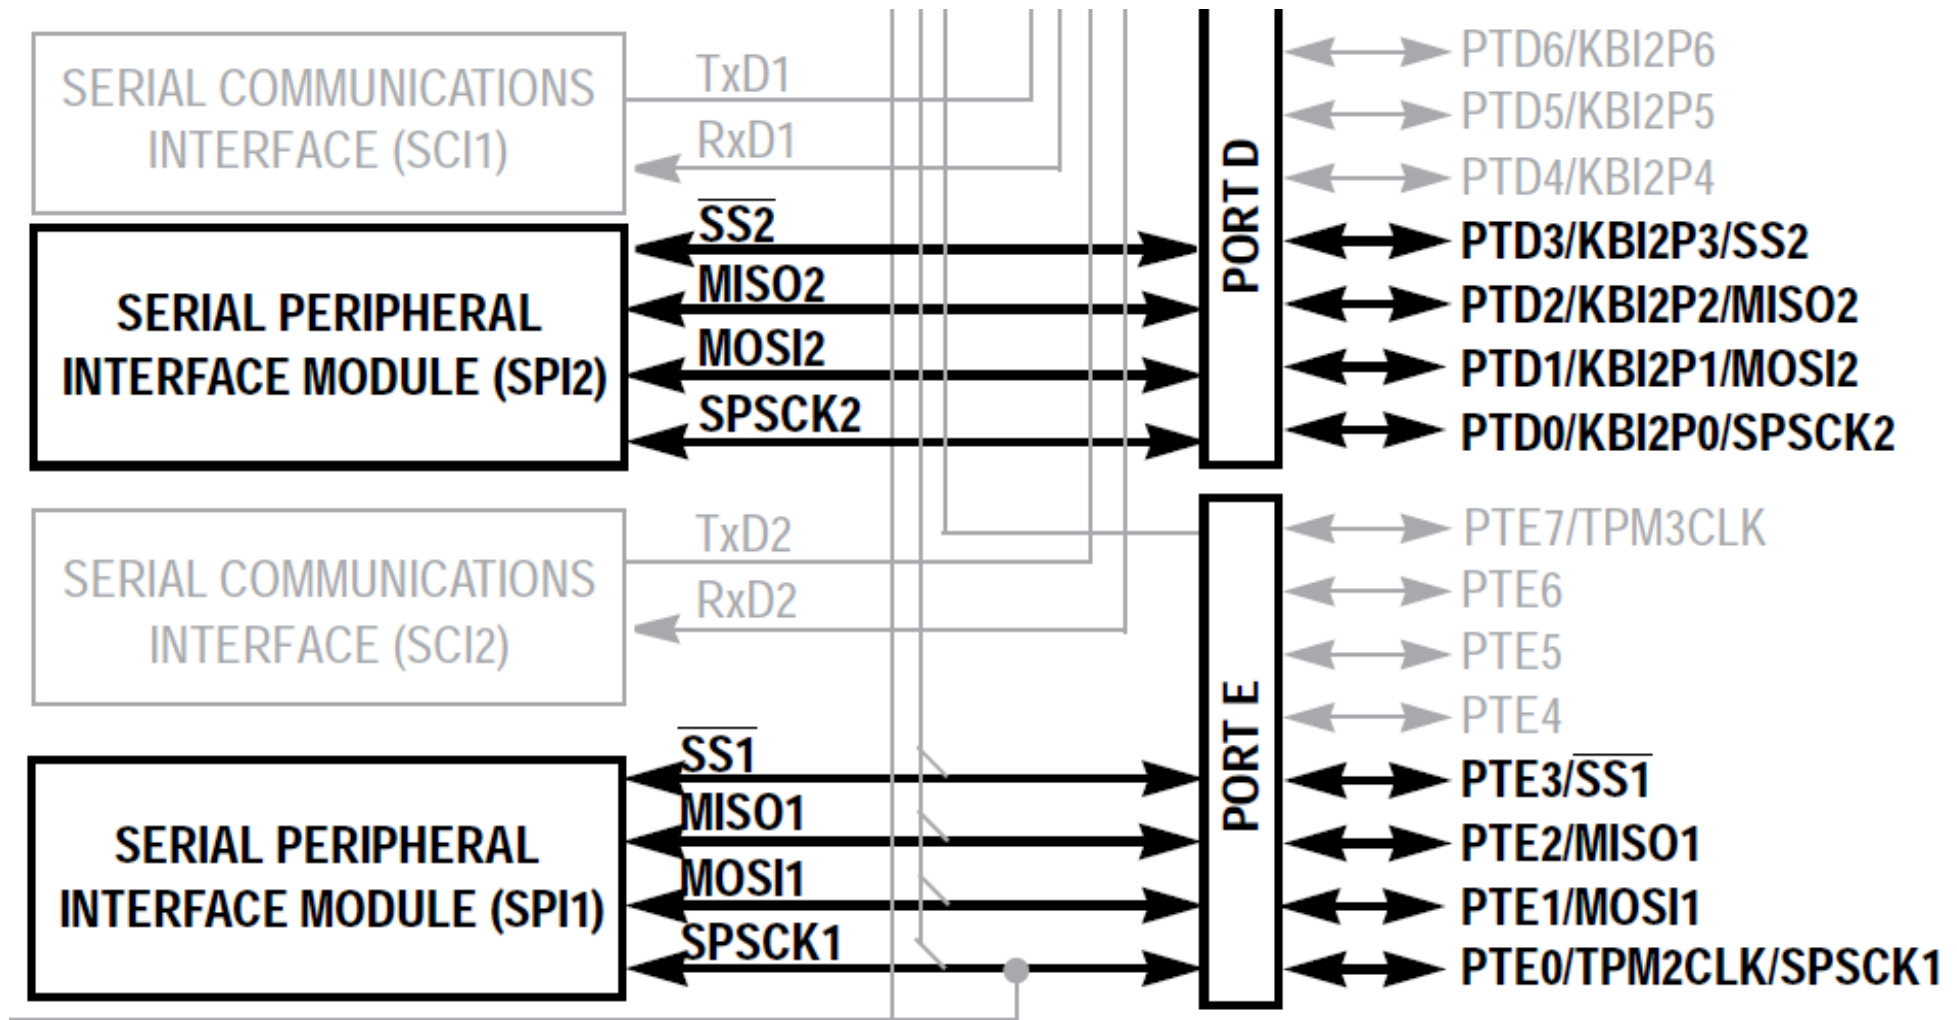 SERIAL COMMUNICATIONS
INTERFACE (SCI1)
TxD1
RxD1
SS2
MISO2
MOSI2
SPSCK2
SERIAL PERIPHERAL
INTERFACE MODULE (SPI2)
PORT D
PTD6/KBI2P6
PTD5/KBI2P5
PTD4/KBI2P4
PTD3/KBI2P3/SS2
PTD2/KBI2P2/MISO2
PTD1/KBI2P1/MOSI2
PTD0/KBI2P0/SPSCK2
SERIAL COMMUNICATIONS
INTERFACE (SCI2)
TxD2
RxD2
SS1
MISO1
MOSI1
SPSCK1
SERIAL PERIPHERAL
INTERFACE MODULE (SPI1)
PORT E
PTE7/TPM3CLK
PTE6
PTE5
PTE4
PTE3/SS1
PTE2/MISO1
PTE1/MOSI1
PTE0/TPM2CLK/SPSCK1